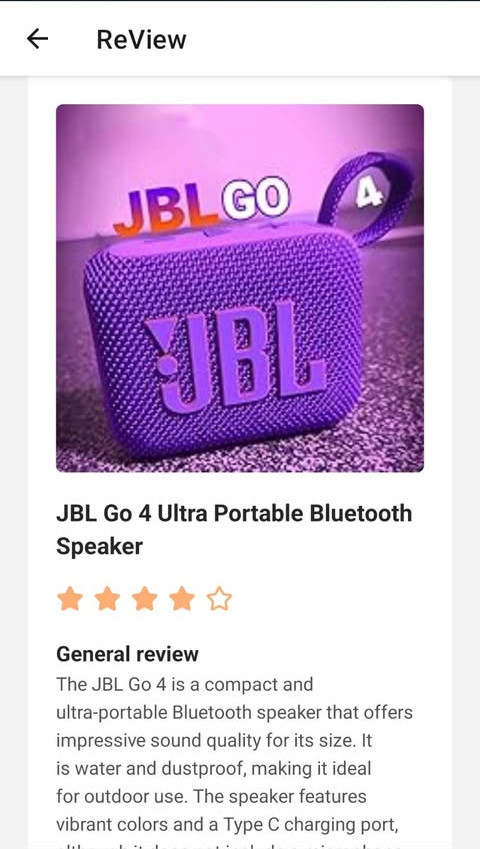 ReView
JBL GO
4
JBL
JBL Go 4 Ultra Portable Bluetooth
Speaker
General review
The JBL Go 4 is a compact and
ultra-portable Bluetooth speaker that offers
impressive sound quality for its size. It
is water and dustproof, making it ideal
for outdoor use. The speaker features
vibrant colors and a Type C charging port,